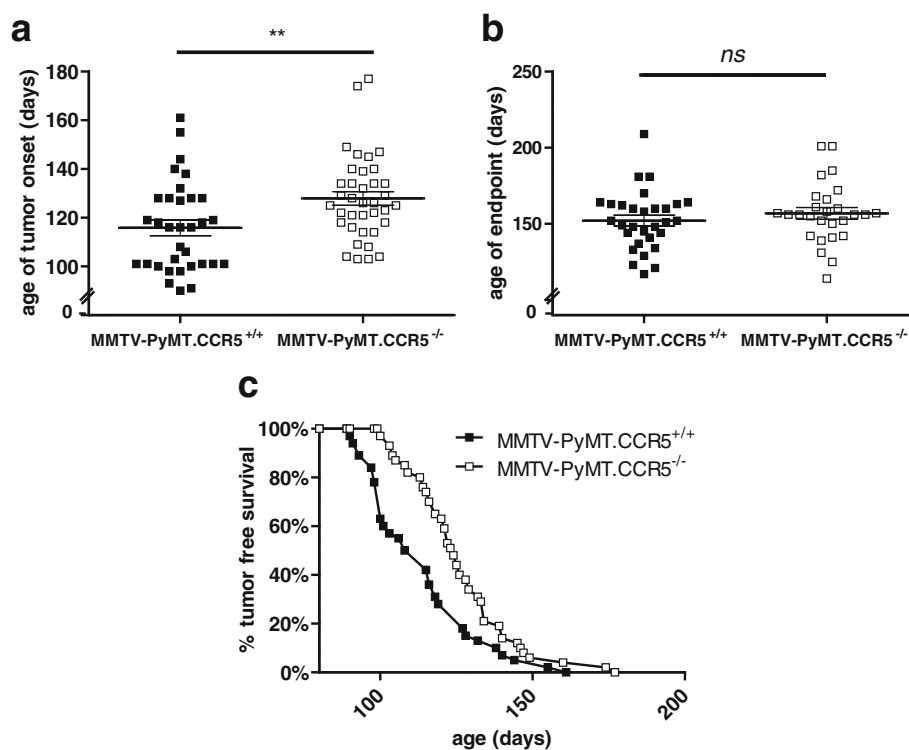 a
**
age of tumor onset (days)
180
160
140
120
100
0
MMTV-PyMT.CCR5+/+
MMTV-PyMT.CCR5-/-
b
ns
age of endpoint (days)
250
200
150
0
MMTV-PyMT.CCR5+/+
MMTV-PyMT.CCR5-/-
c
% tumor free survival
100%
80%
60%
40%
20%
0%
MMTV-PyMT.CCR5+/+
MMTV-PyMT.CCR5-/-
100
150
200
age (days)